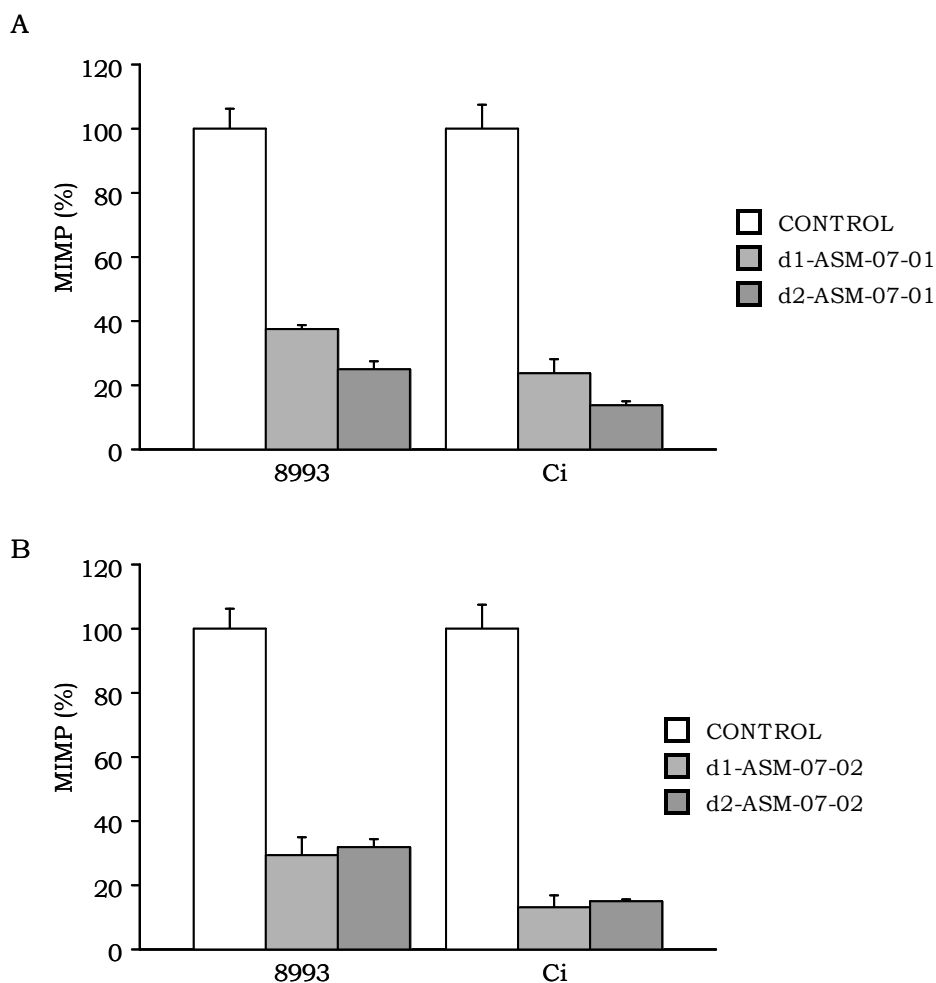 A
120
100
80
60
40
20
0
MIMP (%)
8993
Ci
CONTROL
d1-ASM-07-01
d2-ASM-07-01
B
120
100
80
60
40
20
0
MIMP (%)
8993
Ci
CONTROL
d1-ASM-07-02
d2-ASM-07-02